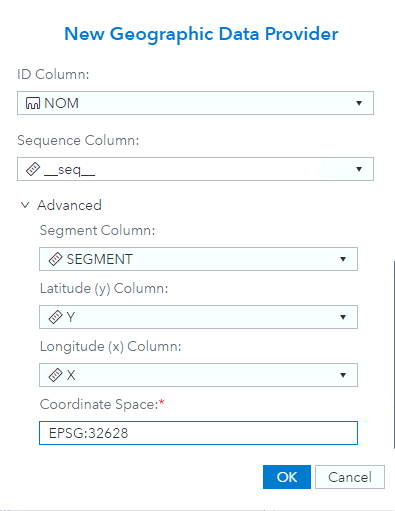 New Geographic Data Provider
ID Column:
NOM
Sequence Column:
__seq__
Advanced
Segment Column:
SEGMENT
Latitude (y) Column:
Y
Longitude (x) Column:
X
Coordinate Space:*
EPSG:32628
OK Cancel